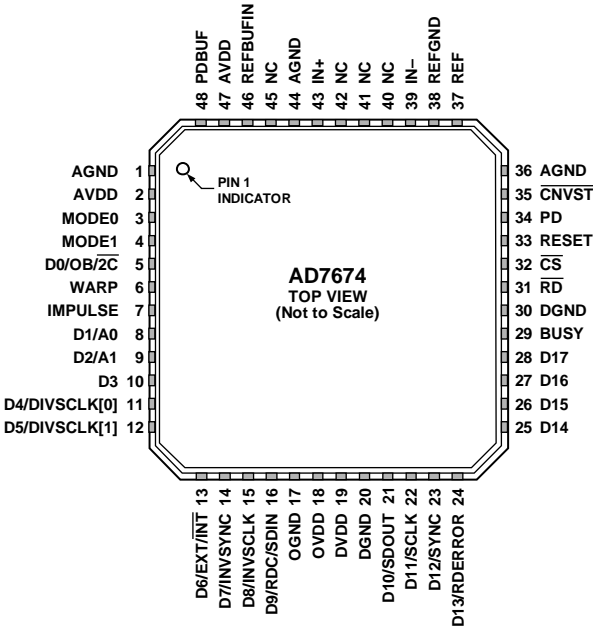 48 PDBUF
47 AVDD
46 REFBUFIN
45 NC
44 AGND
43 IN+
42 NC
41 NC
40 NC
39 IN–
38 REFGND
37 REF
AGND 1
AVDD 2
MODE0 3
MODE1 4
D0/OB/2C̅ 5
WARP 6
IMPULSE 7
D1/A0 8
D2/A1 9
D3 10
D4/DIVSCLK[0] 11
D5/DIVSCLK[1] 12
PIN 1
INDICATOR
AD7674
TOP VIEW
(Not to Scale)
36 AGND
35 CNVST
34 PD
33 RESET
32 CS
31 RD
30 DGND
29 BUSY
28 D17
27 D16
26 D15
25 D14
D6/EXT/INT 13
D7/INVSYNC 14
D8/INVSCLK 15
D9/RDC/SDIN 16
OGND 17
OVDD 18
DVDD 19
DGND 20
D10/SDOUT 21
D11/SCLK 22
D12/SYNC 23
D13/RDERROR 24